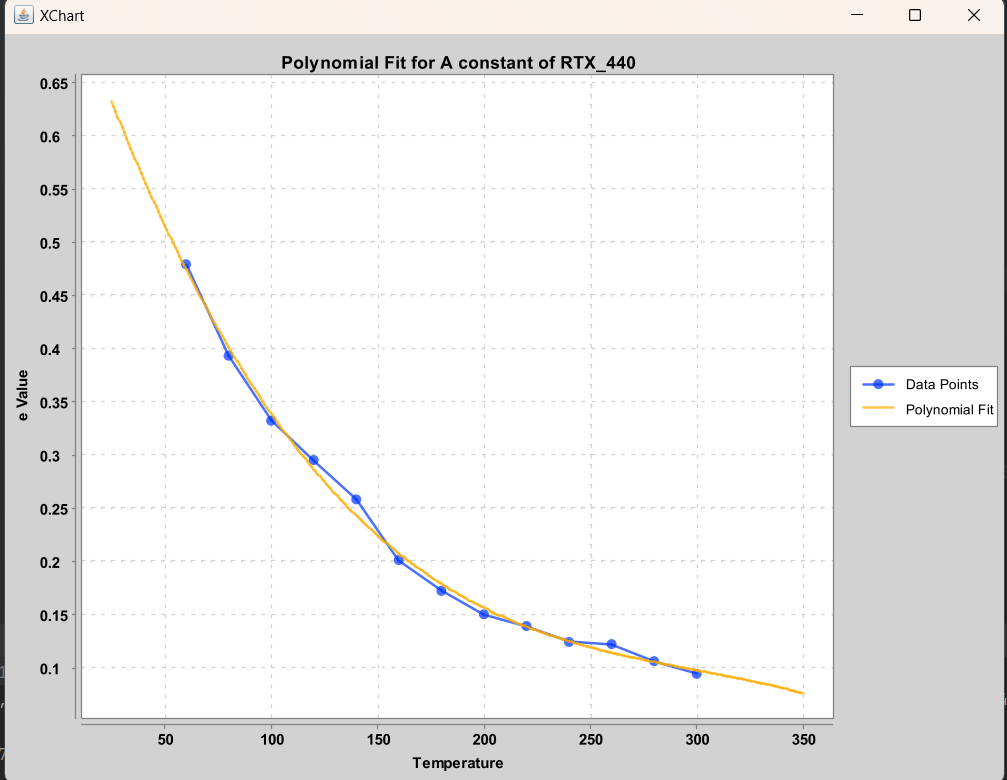 XChart
Polynomial Fit for A constant of RTX_440
0.65
0.6
0.55
0.5
0.45
0.4
0.35
0.3
0.25
0.2
0.15
0.1
e Value
50 100 150 200 250 300 350
Temperature
Data Points
Polynomial Fit